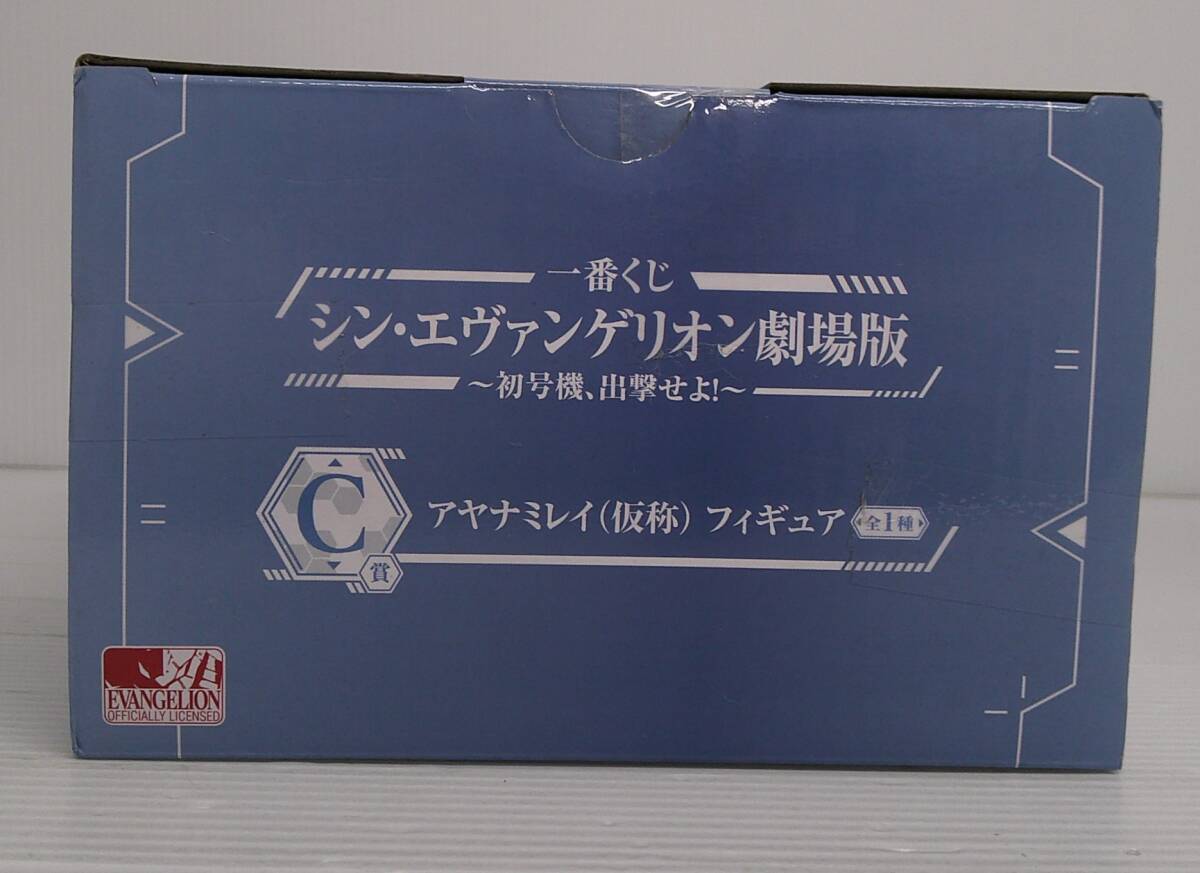 一番くじ
シン・エヴァンゲリオン劇場版
～初号機、出撃せよ!～
C賞
アヤナミレイ(仮称) フィギュア 全1種
EVANGELION
OFFICIALLY LICENSED